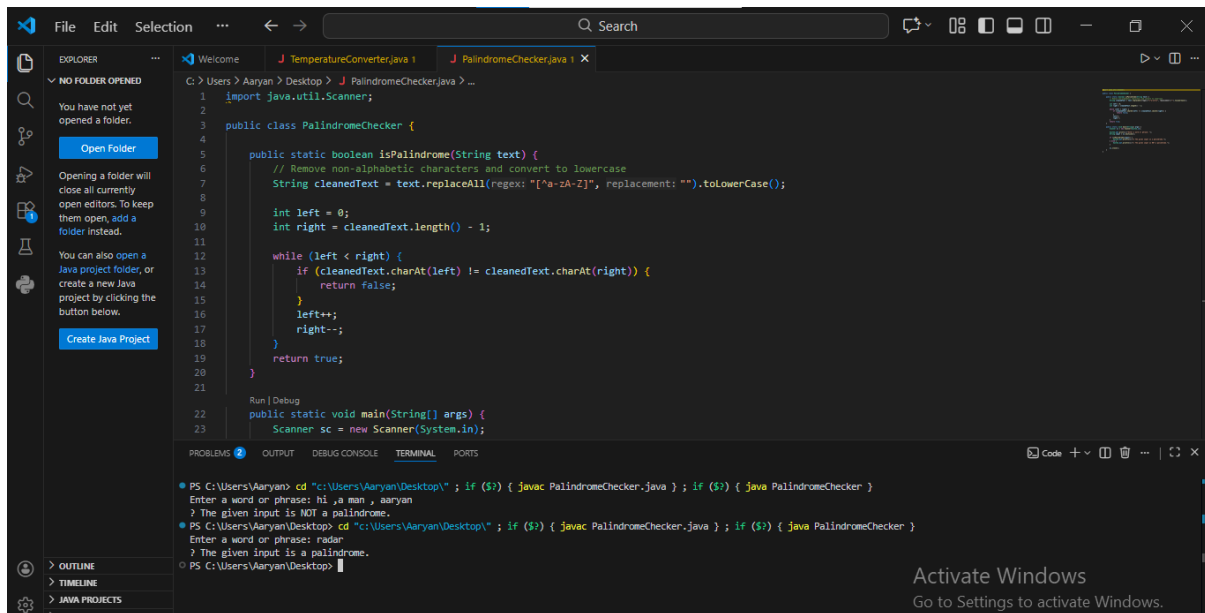 File Edit Selection ··· Search
EXPLORER ···
NO FOLDER OPENED
You have not yet
opened a folder.
Open Folder
Opening a folder will
close all currently
open editors. To keep
them open, add a
folder instead.
You can also open a
Java project folder, or
create a new Java
project by clicking the
button below.
Create Java Project
OUTLINE
TIMELINE
JAVA PROJECTS
1
Welcome J TemperatureConverter.java 1 J PalindromeChecker.java 1
C: > Users > Aaryan > Desktop > J PalindromeChecker.java > ...
1 import java.util.Scanner;
2
3 public class PalindromeChecker {
4
5 public static boolean isPalindrome(String text) {
6 // Remove non-alphabetic characters and convert to lowercase
7 String cleanedText = text.replaceAll(regex: "[^a-zA-Z]", replacement: "").toLowerCase();
8
9 int left = 0;
10 int right = cleanedText.length() - 1;
11
12 while (left < right) {
13 if (cleanedText.charAt(left) != cleanedText.charAt(right)) {
14 return false;
15 }
16 left++;
17 right--;
18 }
19 return true;
20 }
21
Run | Debug
22 public static void main(String[] args) {
23 Scanner sc = new Scanner(System.in);
PROBLEMS 2 OUTPUT DEBUG CONSOLE TERMINAL PORTS Code
PS C:\Users\Aaryan> cd "c:\Users\Aaryan\Desktop\" ; if ($?) { javac PalindromeChecker.java } ; if ($?) { java PalindromeChecker }
Enter a word or phrase: hi ,a man , aaryan
? The given input is NOT a palindrome.
PS C:\Users\Aaryan\Desktop> cd "c:\Users\Aaryan\Desktop\" ; if ($?) { javac PalindromeChecker.java } ; if ($?) { java PalindromeChecker }
Enter a word or phrase: radar
? The given input is a palindrome.
PS C:\Users\Aaryan\Desktop>
Activate Windows
Go to Settings to activate Windows.